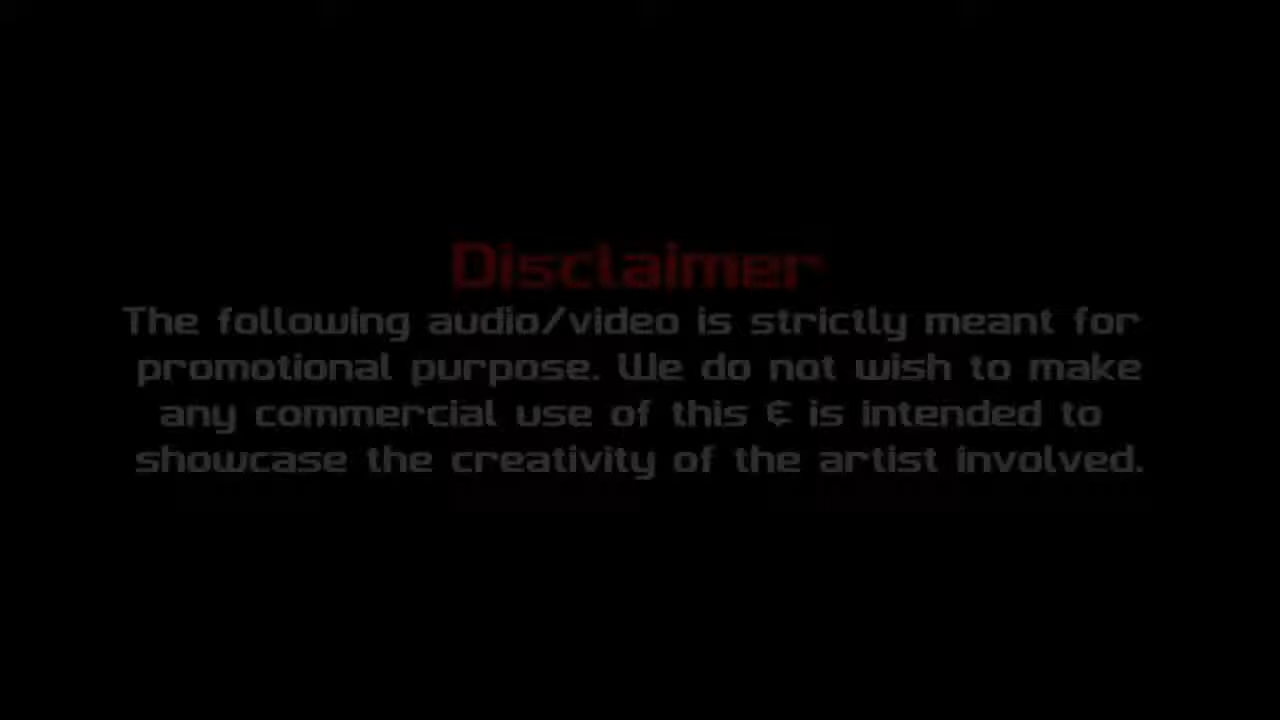 Disclaimer
The following audio/video is strictly meant for
promotional purpose. We do not wish to make
any commercial use of this & is intended to
showcase the creativity of the artist involved.